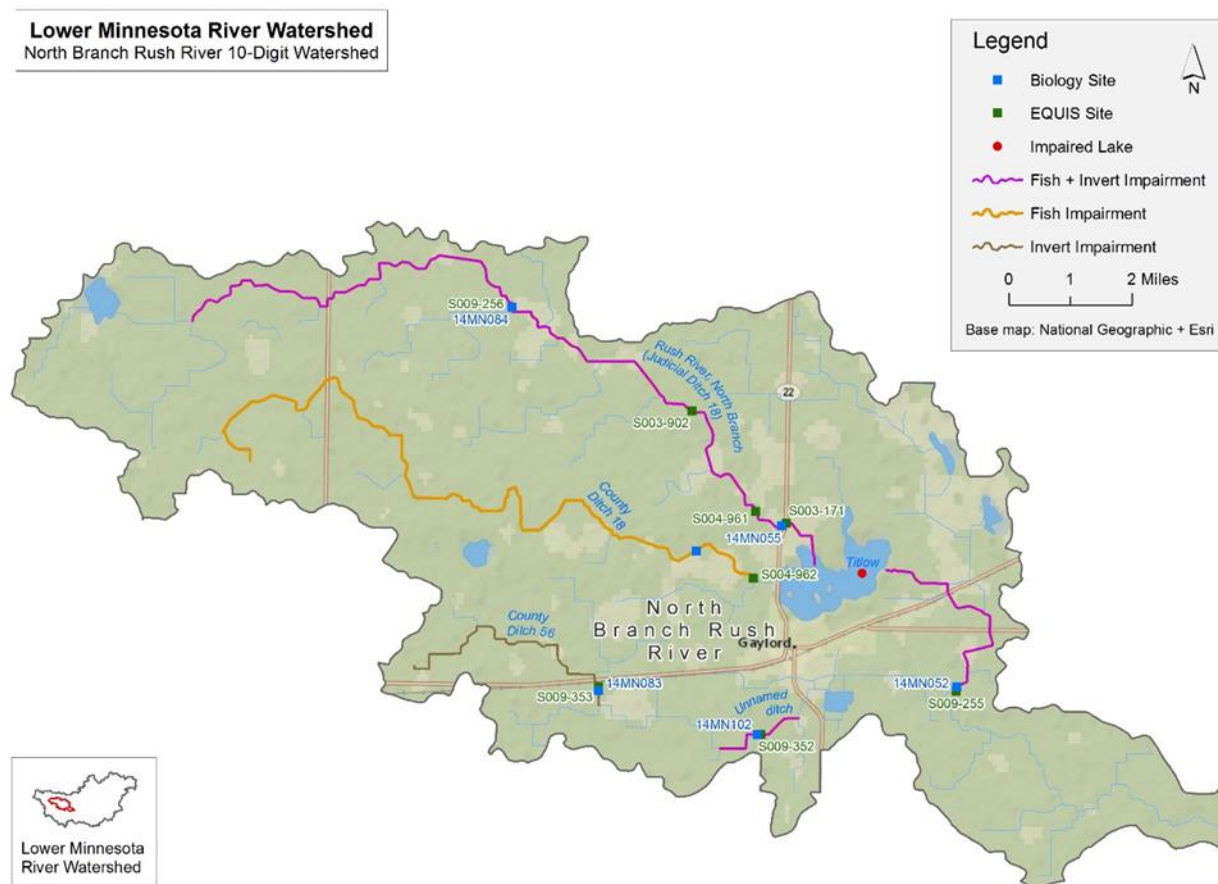 Lower Minnesota River Watershed
North Branch Rush River 10-Digit Watershed
Legend
N
Biology Site
EQUIS Site
Impaired Lake
Fish + Invert Impairment
Fish Impairment
Invert Impairment
0 1 2 Miles
Base map: National Geographic + Esri
S009-256
14MN084
Rush River, North Branch
(Judicial Ditch 18)
22
S003-902
County
Ditch 18
S004-961
S003-171
14MN055
Titlow
S004-962
North
Branch Rush
River
Gaylord
County
Ditch 56
14MN083
S009-353
14MN052
S009-255
Unnamed
ditch
14MN102
S009-352
Lower Minnesota
River Watershed